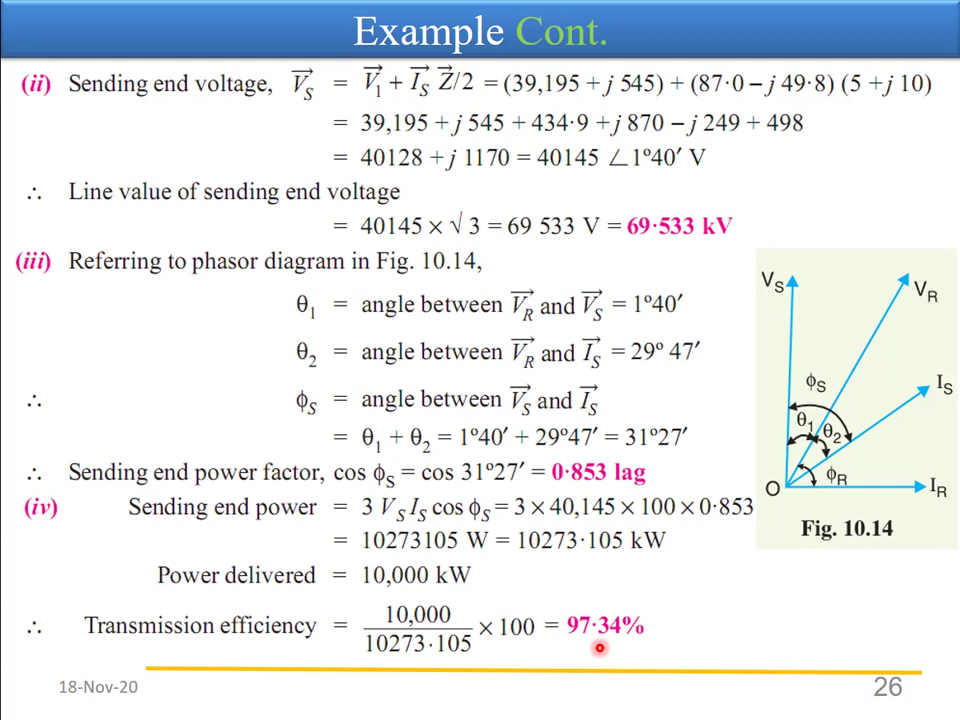 Example Cont.
(ii) Sending end voltage, V⃗S = V⃗1 + I⃗S Z⃗/2 = (39,195 + j 545) + (87·0 – j 49·8) (5 + j 10)
= 39,195 + j 545 + 434·9 + j 870 – j 249 + 498
= 40128 + j 1170 = 40145 ∠1º40′ V
∴ Line value of sending end voltage
= 40145 × √ 3 = 69 533 V = 69·533 kV
(iii) Referring to phasor diagram in Fig. 10.14,
θ1 = angle between V⃗R and V⃗S = 1º40′
θ2 = angle between V⃗R and I⃗S = 29º 47′
∴ ϕS = angle between V⃗S and I⃗S
= θ1 + θ2 = 1º40′ + 29º47′ = 31º27′
∴ Sending end power factor, cos ϕS = cos 31º27′ = 0·853 lag
(iv) Sending end power = 3 VS IS cos ϕS = 3 × 40,145 × 100 × 0·853
= 10273105 W = 10273·105 kW
Power delivered = 10,000 kW
∴ Transmission efficiency = 10,000 / 10273·105 × 100 = 97·34%
VS
VR
ϕS
IS
θ1
θ2
ϕR
O
IR
Fig. 10.14
18-Nov-20
26